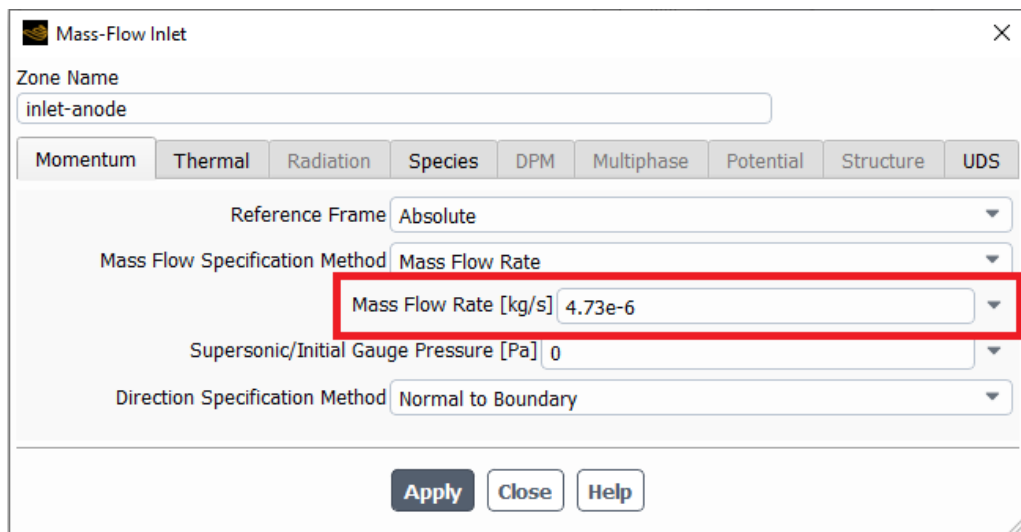 Mass-Flow Inlet
Zone Name
inlet-anode
Momentum Thermal Radiation Species DPM Multiphase Potential Structure UDS
Reference Frame Absolute
Mass Flow Specification Method Mass Flow Rate
Mass Flow Rate [kg/s] 4.73e-6
Supersonic/Initial Gauge Pressure [Pa] 0
Direction Specification Method Normal to Boundary
Apply Close Help